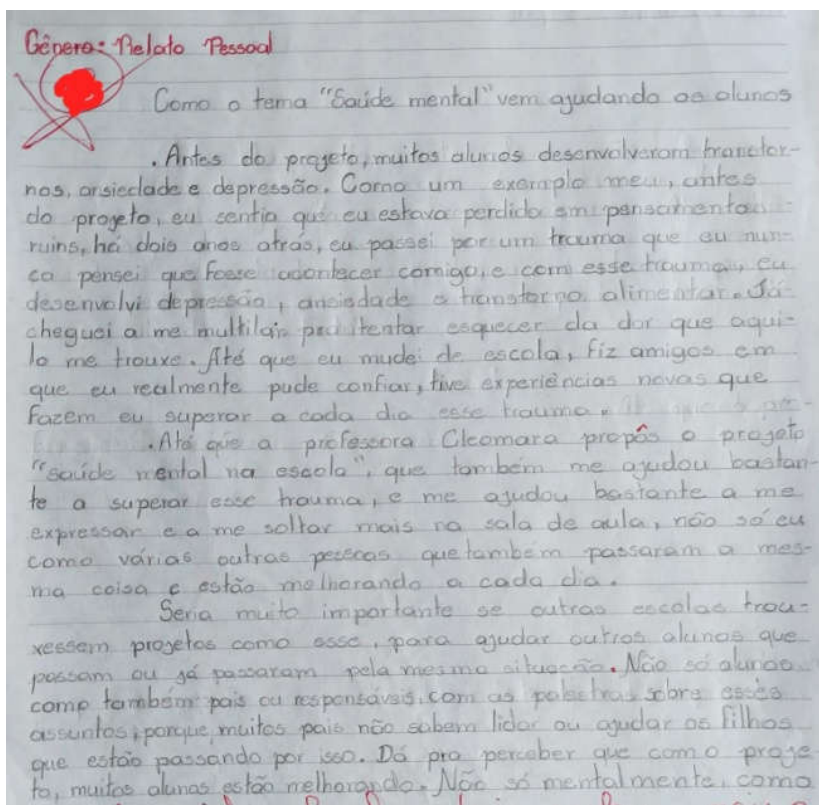 Gênero: Relato Pessoal
Como o tema "Saúde mental" vem ajudando os alunos
. Antes do projeto, muitos alunos desenvolveram transtor-
nos, ansiedade e depressão. Como um exemplo meu, antes
do projeto, eu sentia que eu estava perdido em pensamentos
ruins, há dois anos atrás, eu passei por um trauma que eu nun-
ca pensei que fosse acontecer comigo, e com esse trauma, eu
desenvolvi depressão, ansiedade e transtorno alimentar. Já
cheguei a me multilar pra tentar esquecer da dor que aqui-
lo me trouxe. Até que eu mudei de escola, fiz amigos em
que eu realmente pude confiar, tive experiências novas que
fazem eu superar a cada dia esse trauma.
. Até que a professora Cleomara propôs o projeto
"saúde mental na escola", que também me ajudou bastan-
te a superar esse trauma, e me ajudou bastante a me
expressar e a me soltar mais na sala de aula, não só eu
como várias outras pessoas que também passaram a mes-
ma coisa e estão melhorando a cada dia.
Seria muito importante se outras escolas trou-
xessem projetos como esse, para ajudar outros alunos que
passam ou já passaram pela mesma situação. Não só alunos
como também pais ou responsáveis, com as palestras sobre esses
assuntos, porque muitos pais não sabem lidar ou ajudar os filhos
que estão passando por isso. Dá pra perceber que com o proje
to, muitos alunos estão melhorando. Não só mentalmente, como